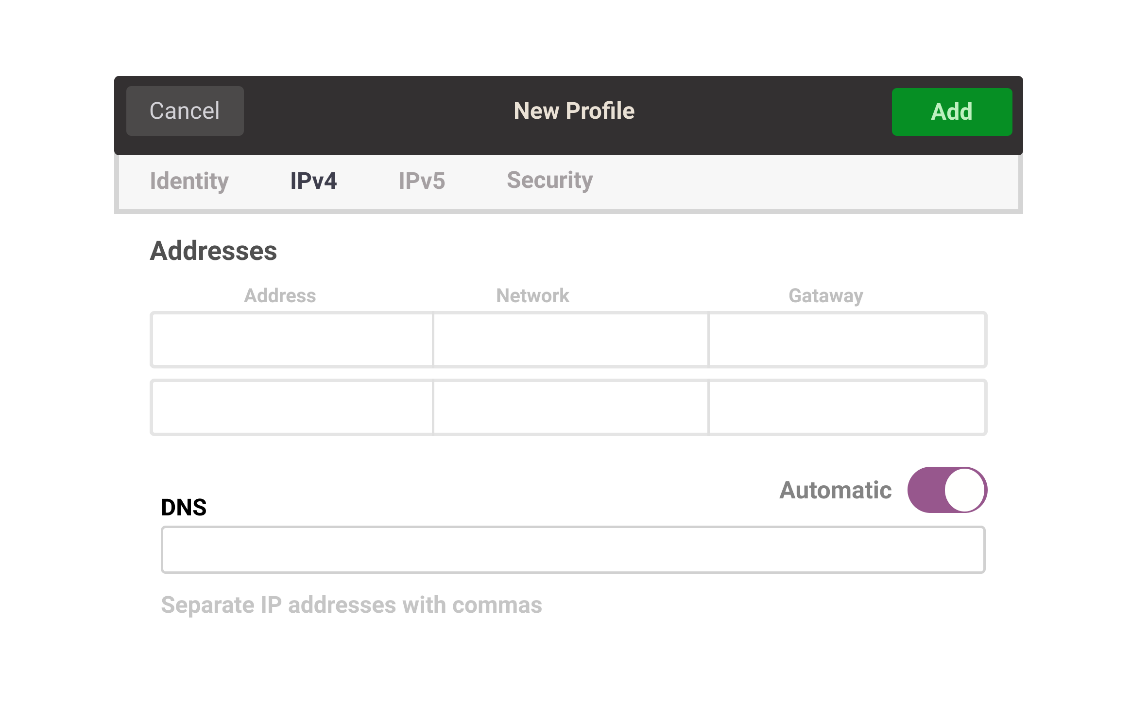 Cancel New Profile Add
Identity IPv4 IPv5 Security
Addresses
Address Network Gataway
Automatic
DNS
Separate IP addresses with commas